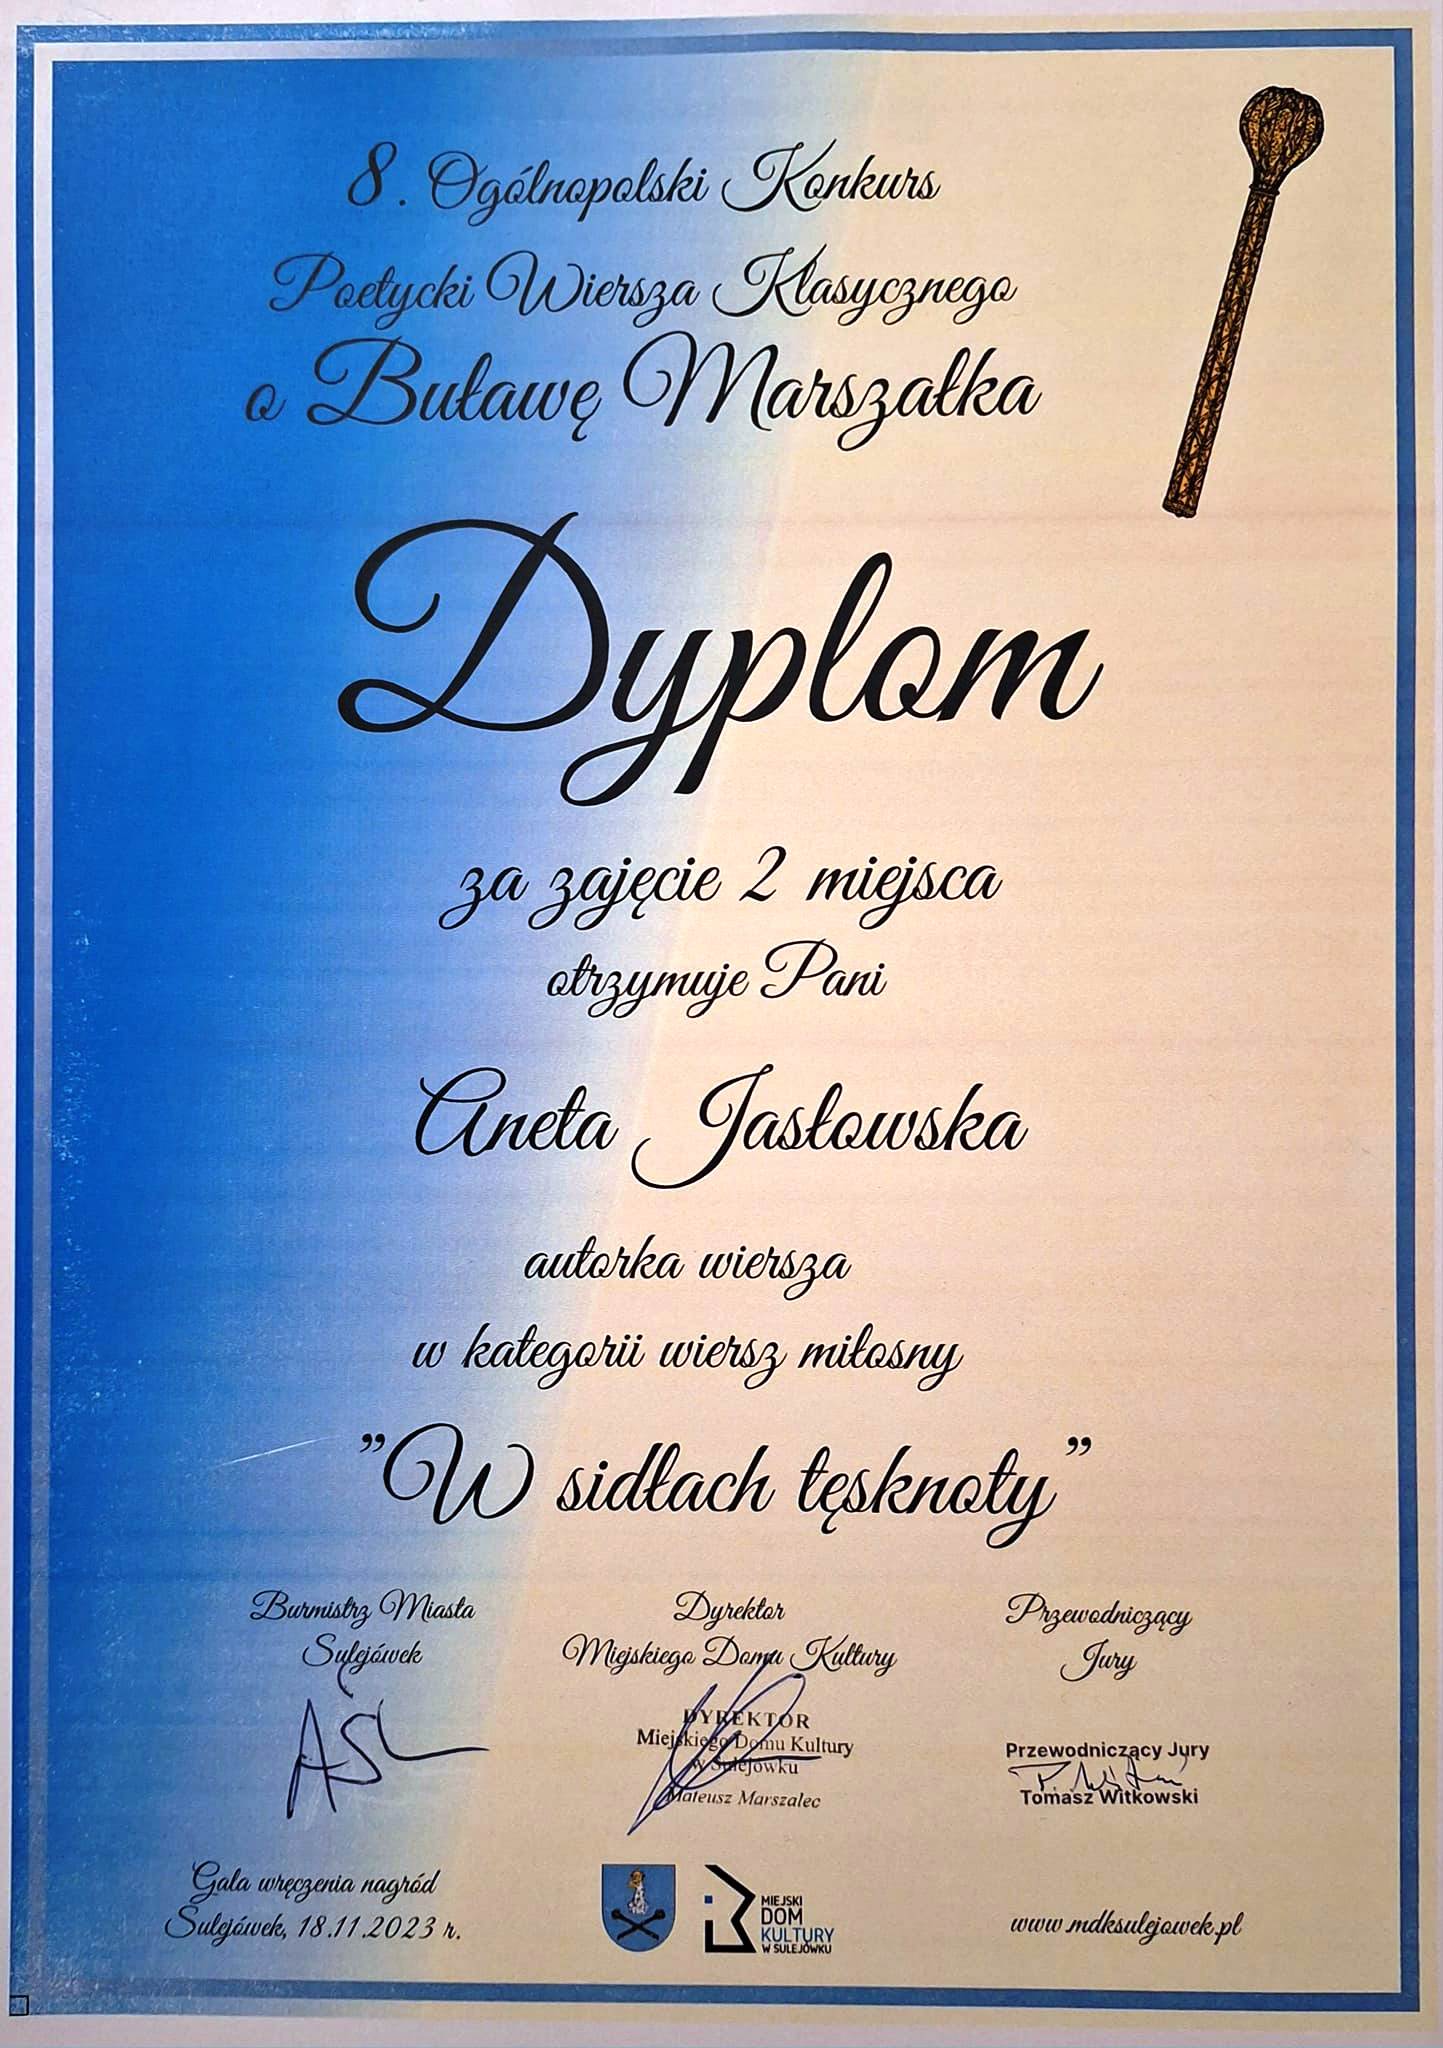 8. Ogólnopolski Konkurs
Poetycki Wiersza Klasycznego
o Buławę Marszałka
Dyplom
za zajęcie 2 miejsca
otrzymuje Pani
Aneta Jasłowska
autorka wiersza
w kategorii wiersz miłosny
"W sidłach tęsknoty"
Burmistrz Miasta
Sulejówek
Dyrektor
Miejskiego Domu Kultury
DYREKTOR
Miejskiego Domu Kultury
w Sulejówku
Mateusz Marszalec
Przewodniczący
Jury
Przewodniczący Jury
Tomasz Witkowski
Gala wręczenia nagród
Sulejówek, 18.11.2023 r.
MIEJSKI
DOM
KULTURY
W SULEJÓWKU
www.mdksulejowek.pl